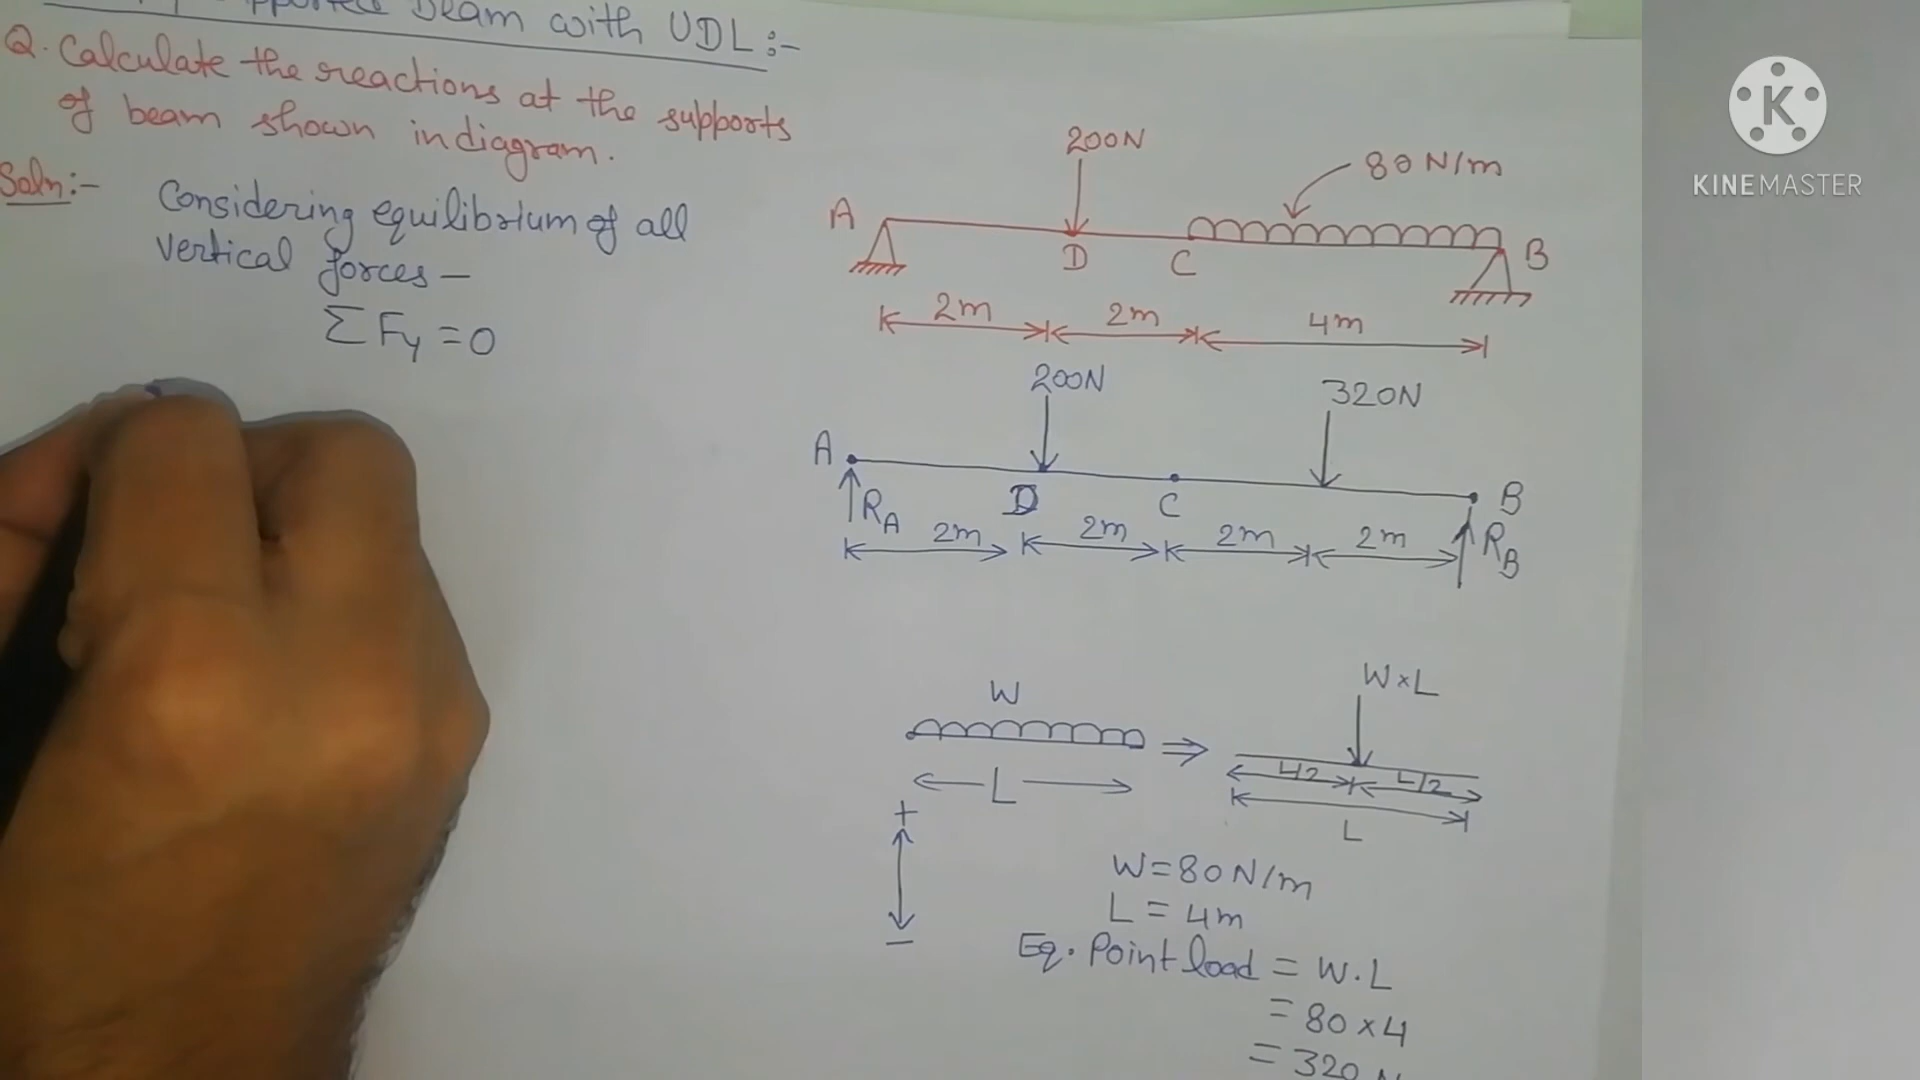 Beam with UDL:-
Q. Calculate the reactions at the supports
of beam shown in diagram.
Soln:- Considering equilibrium of all
vertical forces -
ΣFy = 0
200N
80 N/m
A
D
C
B
2m 2m 4m
200N
320N
A
D
C
B
RA
RB
2m 2m 2m 2m
W
W×L
⇒
L
L/2 L/2
L
+
-
W=80N/m
L = 4m
Eq. Point load = W.L
= 80×4
= 320 N
K
KINEMASTER